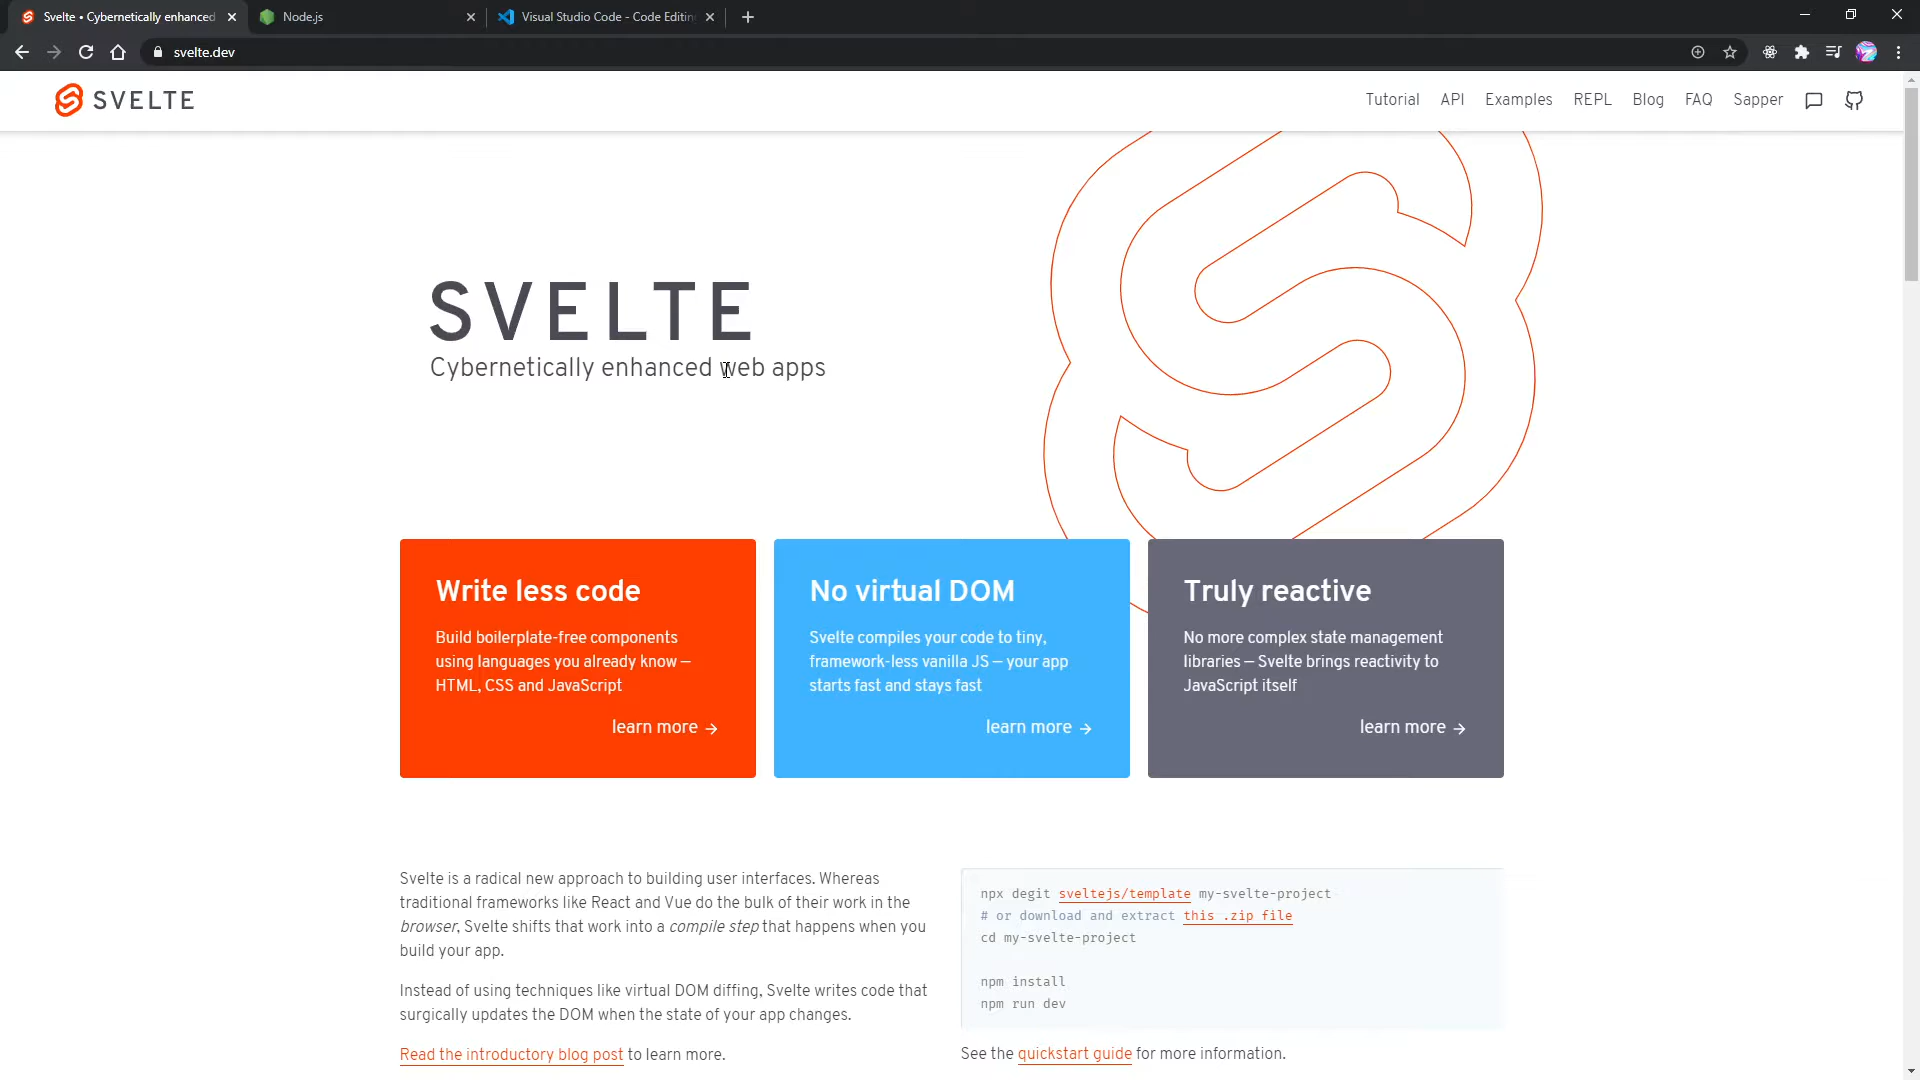 Svelte • Cybernetically enhanced
Node.js
Visual Studio Code - Code Editin
svelte.dev
SVELTE
Tutorial API Examples REPL Blog FAQ Sapper
SVELTE
Cybernetically enhanced web apps
Write less code
Build boilerplate-free components
using languages you already know —
HTML, CSS and JavaScript
learn more →
No virtual DOM
Svelte compiles your code to tiny,
framework-less vanilla JS — your app
starts fast and stays fast
learn more →
Truly reactive
No more complex state management
libraries — Svelte brings reactivity to
JavaScript itself
learn more →
Svelte is a radical new approach to building user interfaces. Whereas
traditional frameworks like React and Vue do the bulk of their work in the
browser, Svelte shifts that work into a compile step that happens when you
build your app.
Instead of using techniques like virtual DOM diffing, Svelte writes code that
surgically updates the DOM when the state of your app changes.
Read the introductory blog post to learn more.
npx degit sveltejs/template my-svelte-project
# or download and extract this .zip file
cd my-svelte-project
npm install
npm run dev
See the quickstart guide for more information.